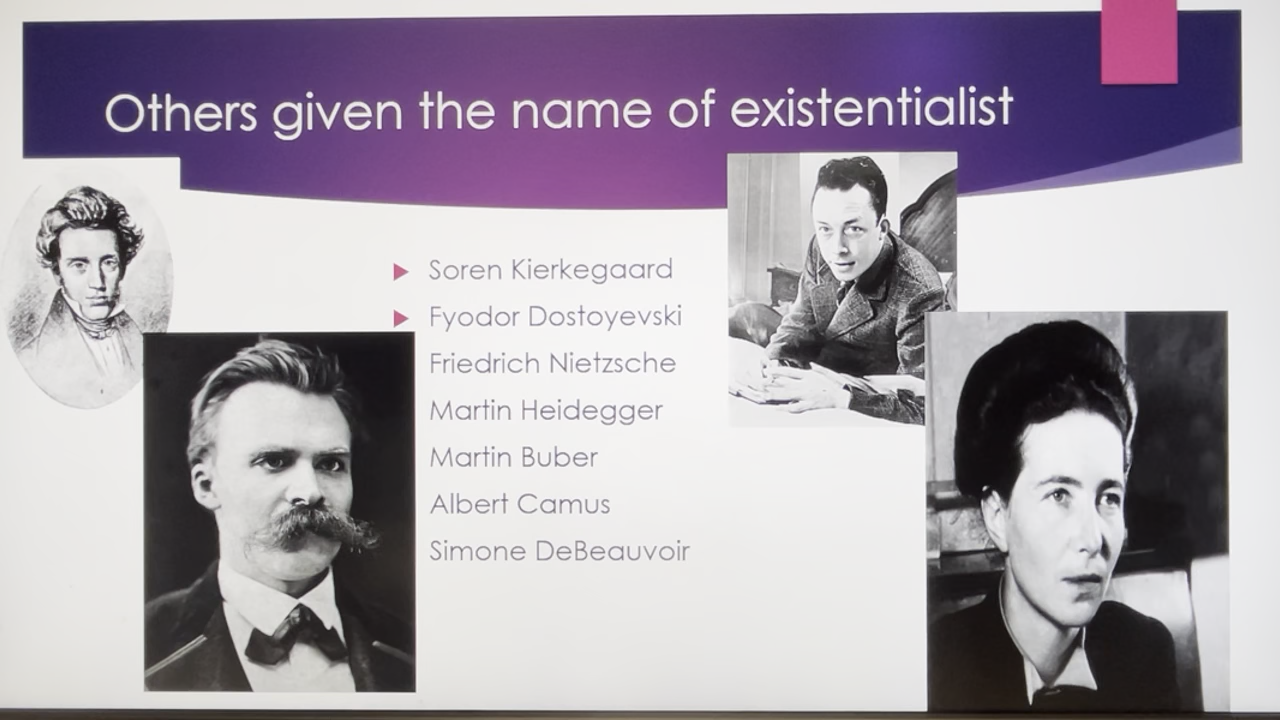 Others given the name of existentialist
Soren Kierkegaard
Fyodor Dostoyevski
Friedrich Nietzsche
Martin Heidegger
Martin Buber
Albert Camus
Simone DeBeauvoir